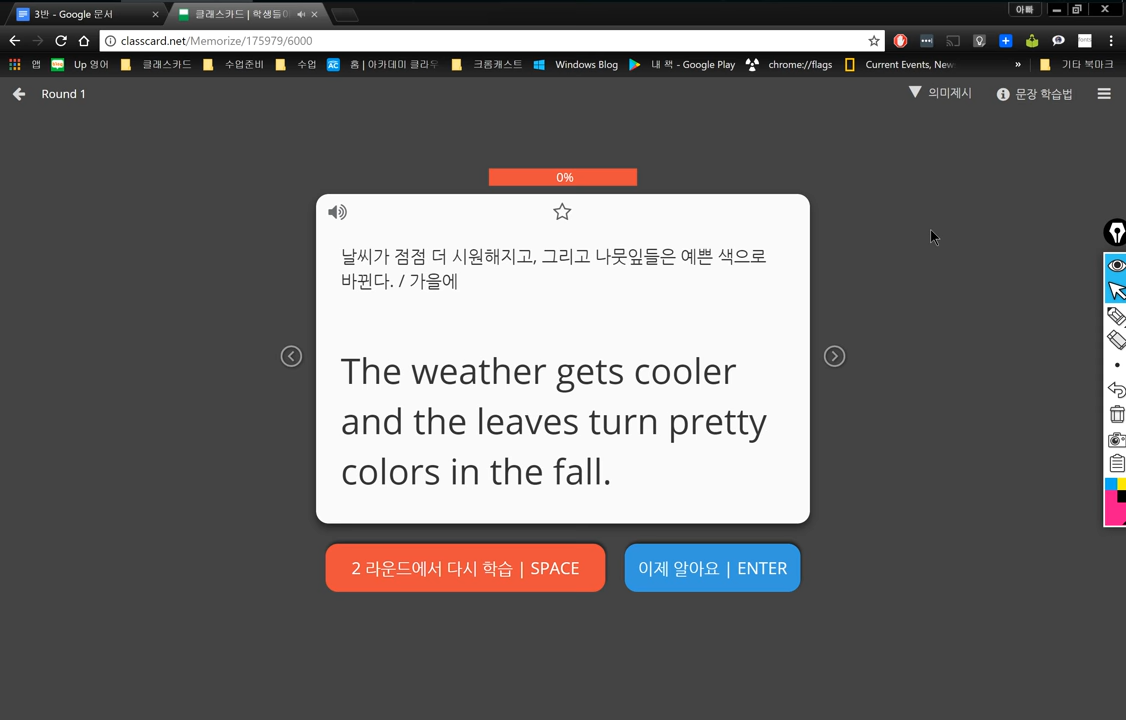 3반 - Google 문서
클래스카드 | 학생들이
아빠
classcard.net/Memorize/175979/6000
앱
Up 영어
클래스카드
수업준비
수업
홈 | 아카데미 클라우
크롬캐스트
Windows Blog
내 책 - Google Play
chrome://flags
Current Events, New
»
기타 북마크
Round 1
의미제시
문장 학습법
0%
날씨가 점점 더 시원해지고, 그리고 나뭇잎들은 예쁜 색으로
바뀐다. / 가을에
The weather gets cooler
and the leaves turn pretty
colors in the fall.
2 라운드에서 다시 학습 | SPACE
이제 알아요 | ENTER